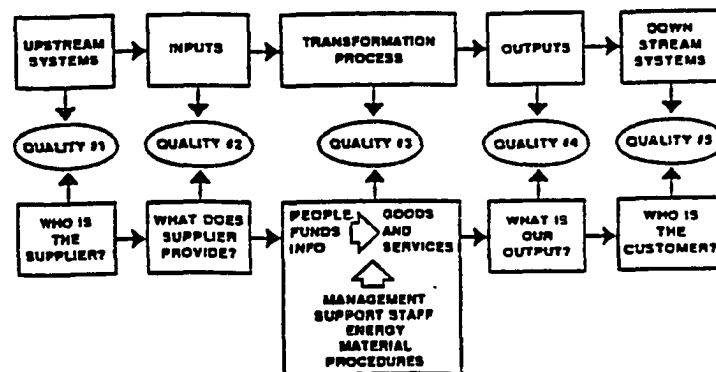 UPSTREAM
SYSTEMS
INPUTS
TRANSFORMATION
PROCESS
OUTPUTS
DOWN
STREAM
SYSTEMS
QUALITY #1
QUALITY #2
QUALITY #3
QUALITY #4
QUALITY #5
WHO IS
THE
SUPPLIER?
WHAT DOES
SUPPLIER
PROVIDE?
PEOPLE
FUNDS
INFO
GOODS
AND
SERVICES
MANAGEMENT
SUPPORT STAFF
ENERGY
MATERIAL
PROCEDURES
WHAT IS
OUR
OUTPUT?
WHO IS
THE
CUSTOMER?